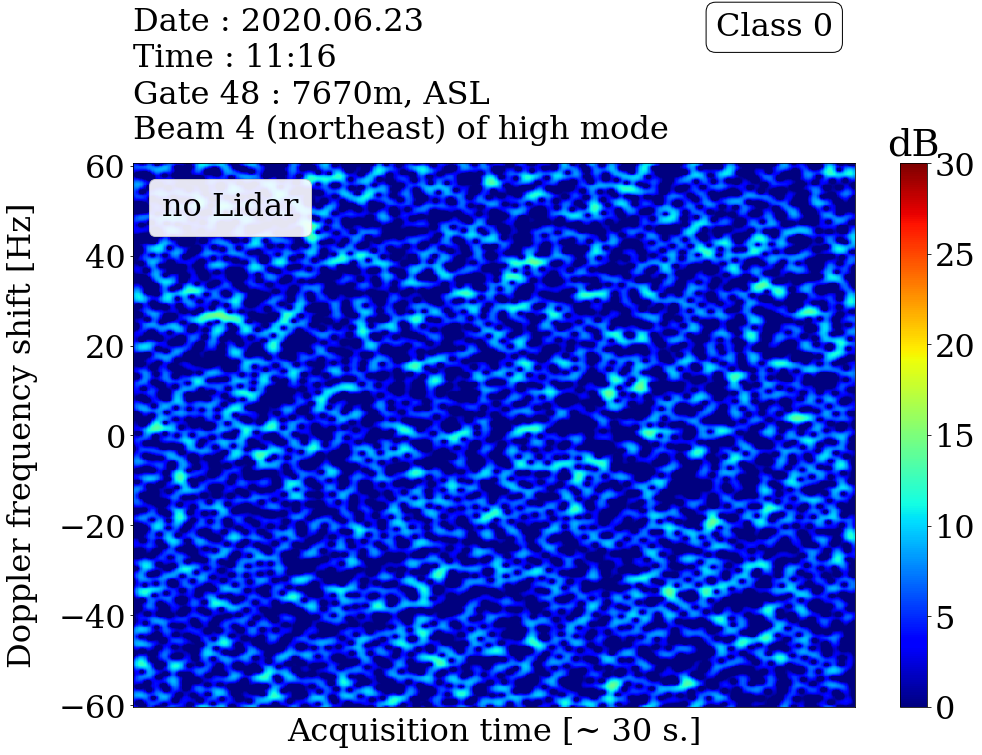 Date : 2020.06.23
Time : 11:16
Gate 48 : 7670m, ASL
Beam 4 (northeast) of high mode
Class 0
dB
no Lidar
Doppler frequency shift [Hz]
60
40
20
0
−20
−40
−60
Acquisition time [~ 30 s.]
30
25
20
15
10
5
0